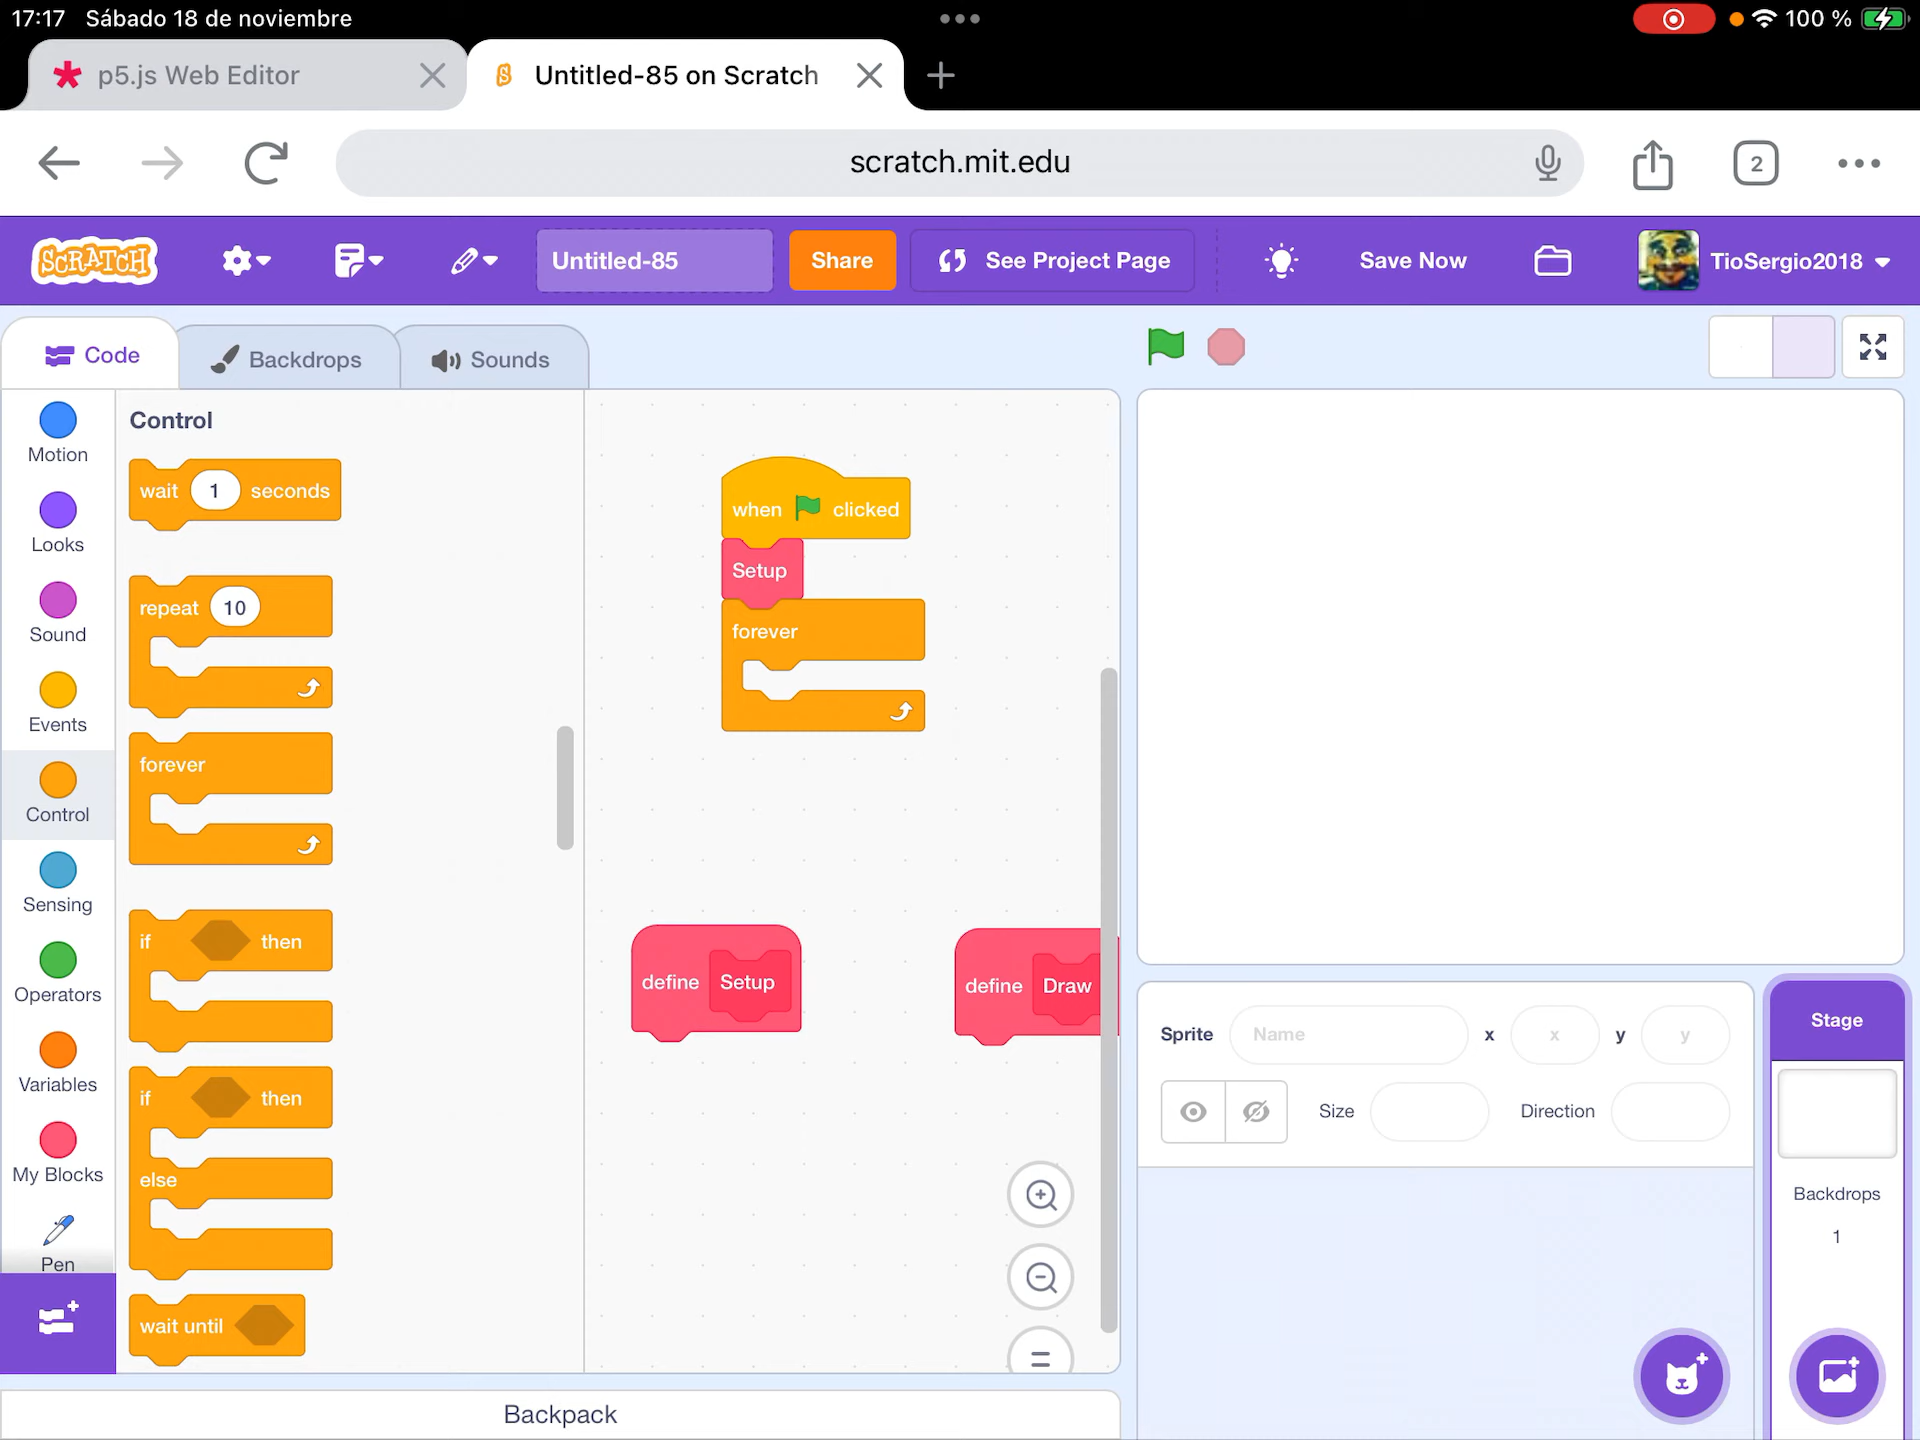 17:17 Sábado 18 de noviembre
100 %
p5.js Web Editor
Untitled-85 on Scratch
scratch.mit.edu
2
SCRATCH
Untitled-85
Share
See Project Page
Save Now
TioSergio2018
Code
Backdrops
Sounds
Motion
Looks
Sound
Events
Control
Sensing
Operators
Variables
My Blocks
Pen
Control
wait 1 seconds
repeat 10
forever
if then
if then
else
wait until
when clicked
Setup
forever
define Setup
define Draw
Sprite Name x x y y
Size Direction
Stage
Backdrops
1
Backpack